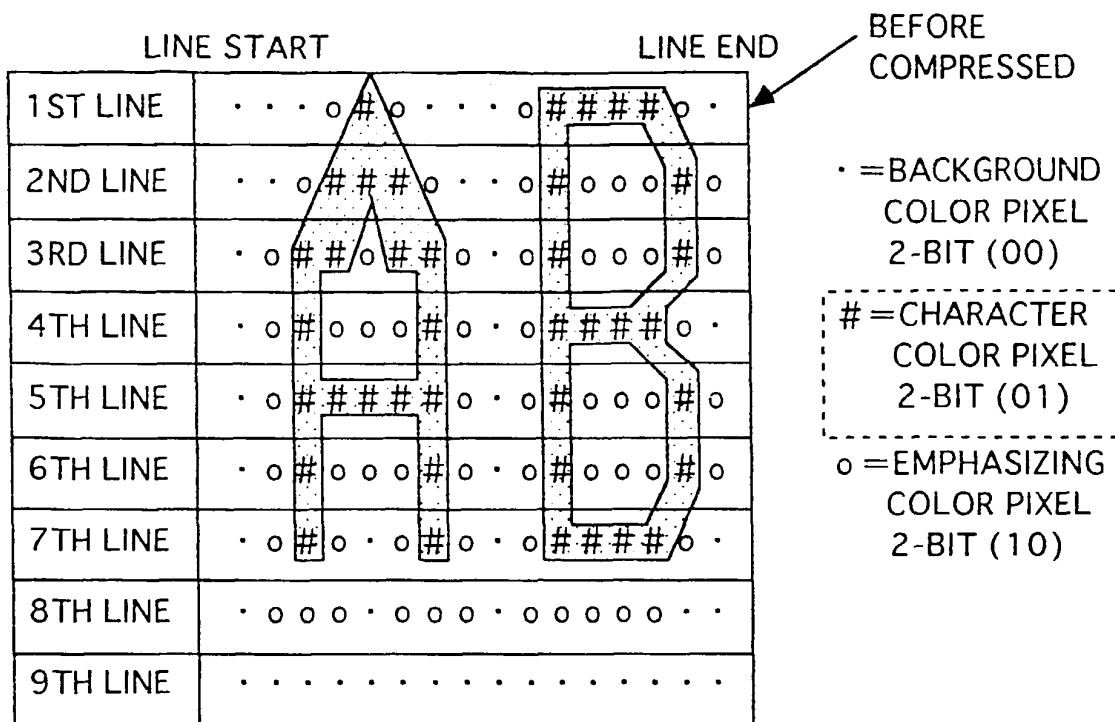 LINE START LINE END BEFORE
COMPRESSED
1ST LINE · · · o # o · · · o # # # # o ·
2ND LINE · · o # # # o · · o # o o o # o
3RD LINE · o # # o # # o · o # o o o # o
4TH LINE · o # o o o # o · o # # # # o ·
5TH LINE · o # # # # # o · o # o o o # o
6TH LINE · o # o o o # o · o # o o o # o
7TH LINE · o # o · o # o · o # # # # o ·
8TH LINE · o o o · o o o · o o o o o · ·
9TH LINE · · · · · · · · · · · · · · · ·
· =BACKGROUND
COLOR PIXEL
2-BIT (00)
# =CHARACTER
COLOR PIXEL
2-BIT (01)
o =EMPHASIZING
COLOR PIXEL
2-BIT (10)